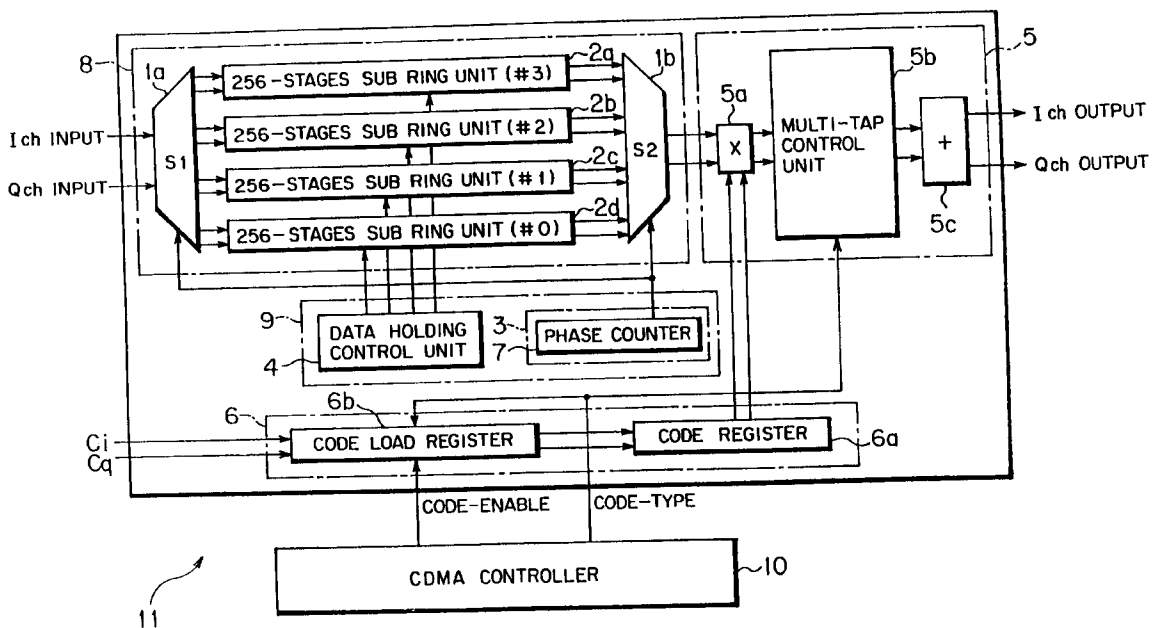 8
1a
256-STAGES SUB RING UNIT (#3)
2a
1b
5
5a
5b
I ch INPUT
Q ch INPUT
S1
256-STAGES SUB RING UNIT (#2)
2b
256-STAGES SUB RING UNIT (#1)
2c
256-STAGES SUB RING UNIT (#0)
2d
S2
X
MULTI-TAP
CONTROL
UNIT
+
5c
I ch OUTPUT
Q ch OUTPUT
9
4
DATA HOLDING
CONTROL UNIT
3
7
PHASE COUNTER
6
6b
Ci
Cq
CODE LOAD REGISTER
CODE REGISTER
6a
CODE-ENABLE
CODE-TYPE
CDMA CONTROLLER
10
11